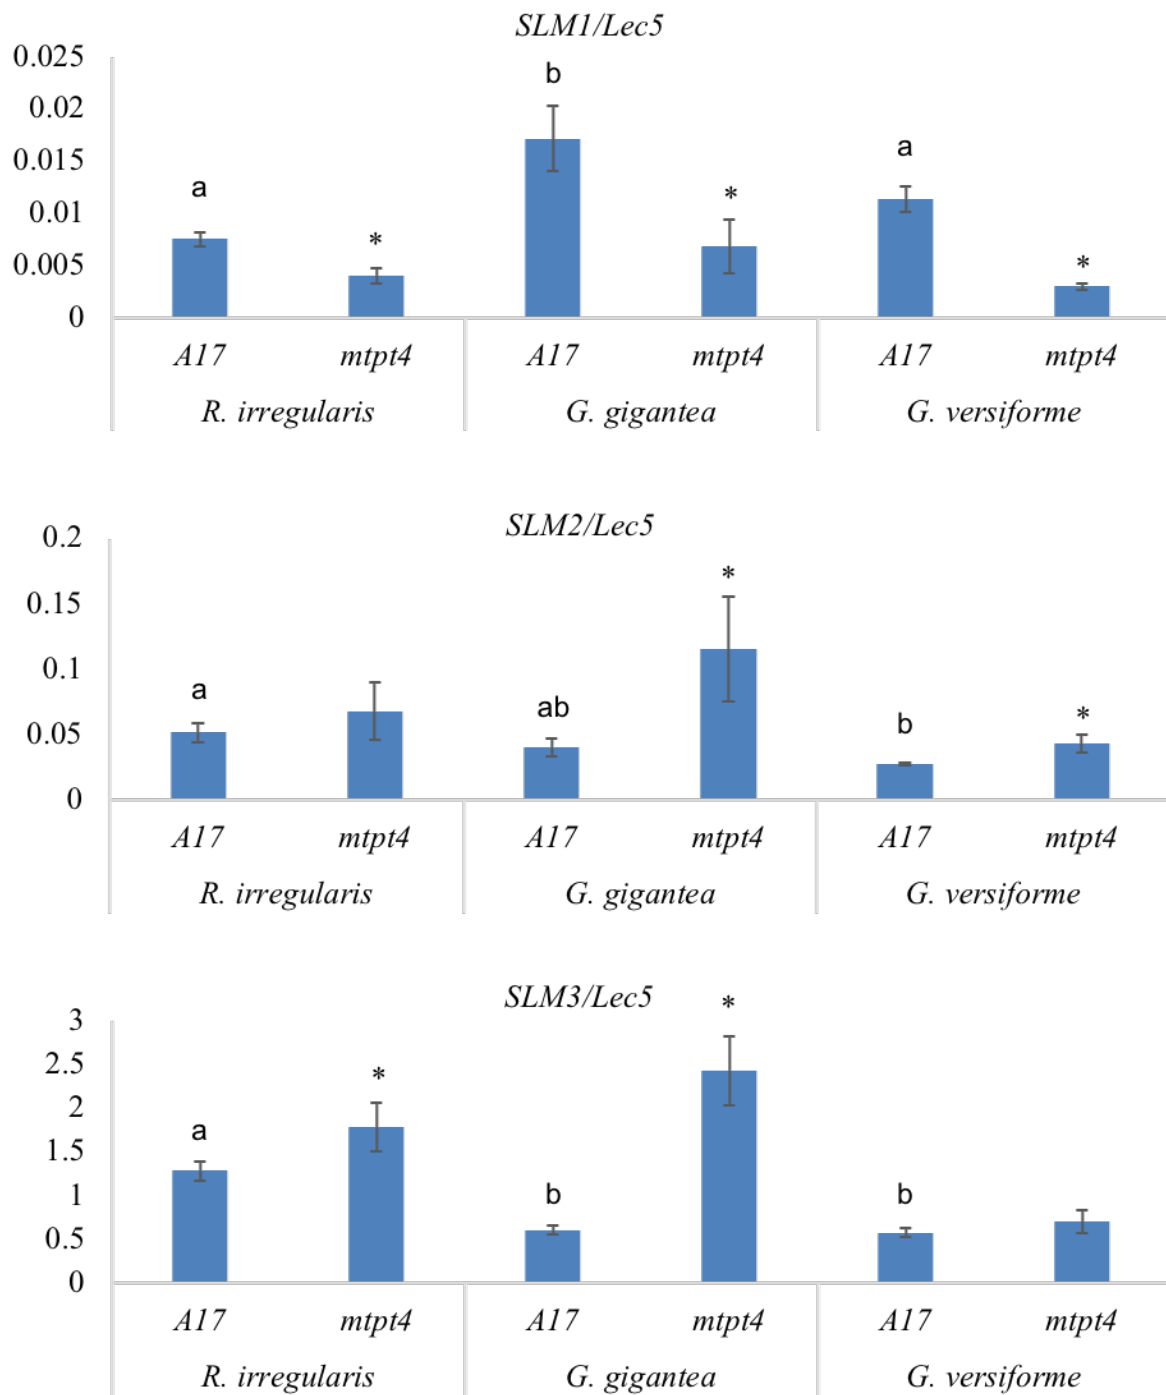 SLM1/Lec5
0.025
b
0.02
a
0.015
a
*
0.01
*
*
0.005
0
A17 mtpt4 A17 mtpt4 A17 mtpt4
R. irregularis G. gigantea G. versiforme
SLM2/Lec5
0.2
*
0.15
0.1
a
ab
*
b
0.05
0
A17 mtpt4 A17 mtpt4 A17 mtpt4
R. irregularis G. gigantea G. versiforme
SLM3/Lec5
*
3
2.5
*
2
a
1.5
b
b
1
0.5
0
A17 mtpt4 A17 mtpt4 A17 mtpt4
R. irregularis G. gigantea G. versiforme